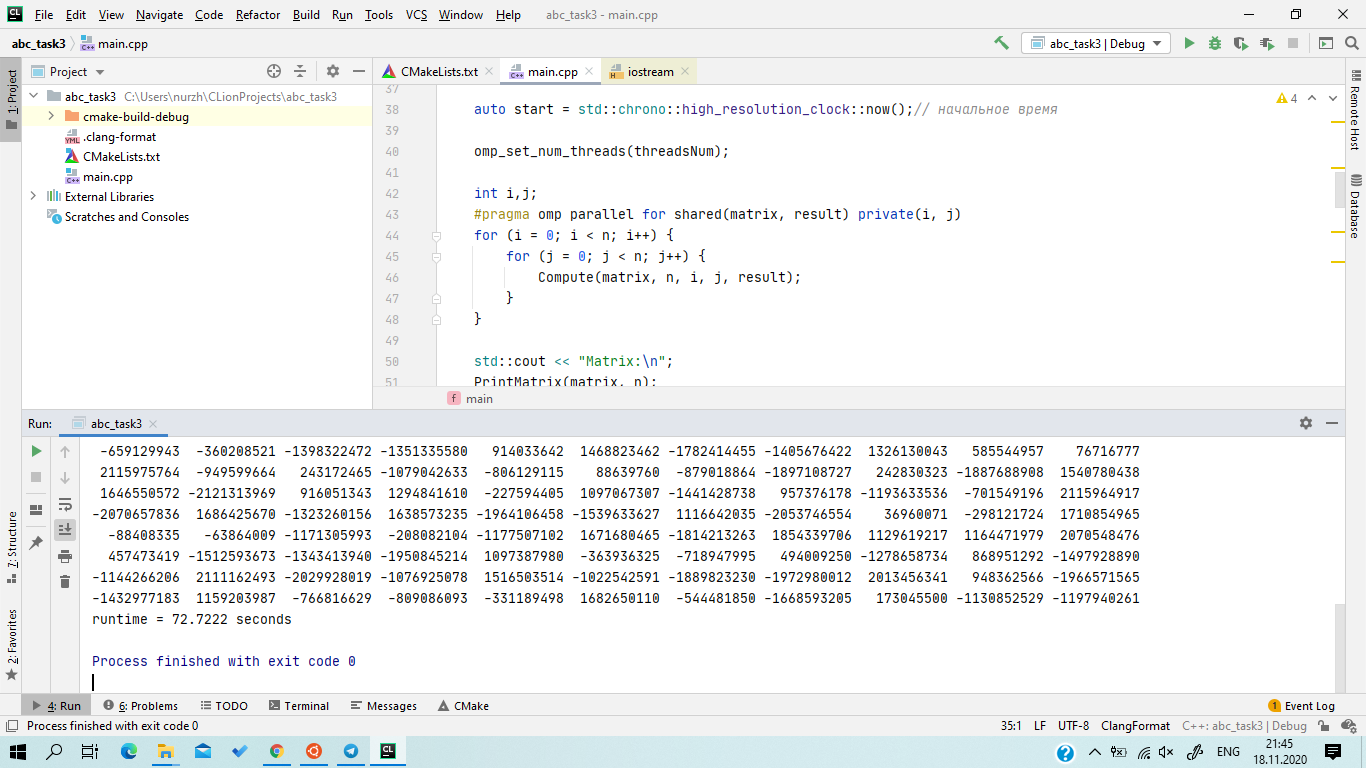 File Edit View Navigate Code Refactor Build Run Tools VCS Window Help abc_task3 - main.cpp
abc_task3 main.cpp abc_task3 | Debug
Project
abc_task3 C:\Users\nurzh\CLionProjects\abc_task3
cmake-build-debug
.clang-format
CMakeLists.txt
main.cpp
External Libraries
Scratches and Consoles
1: Project
7: Structure
2: Favorites
Remote Host
Database
CMakeLists.txt main.cpp iostream
4
37
38 auto start = std::chrono::high_resolution_clock::now();// начальное время
39
40 omp_set_num_threads(threadsNum);
41
42 int i,j;
43 #pragma omp parallel for shared(matrix, result) private(i, j)
44 for (i = 0; i < n; i++) {
45 for (j = 0; j < n; j++) {
46 Compute(matrix, n, i, j, result);
47 }
48 }
49
50 std::cout << "Matrix:\n";
51 PrintMatrix(matrix, n);
f main
Run: abc_task3
-659129943 -360208521 -1398322472 -1351335580 914033642 1468823462 -1782414455 -1405676422 1326130043 585544957 76716777
2115975764 -949599664 243172465 -1079042633 -806129115 88639760 -879018864 -1897108727 242830323 -1887688908 1540780438
1646550572 -2121313969 916051343 1294841610 -227594405 1097067307 -1441428738 957376178 -1193633536 -701549196 2115964917
-2070657836 1686425670 -1323260156 1638573235 -1964106458 -1539633627 1116642035 -2053746554 36960071 -298121724 1710854965
-88408335 -63864009 -1171305993 -208082104 -1177507102 1671680465 -1814213263 1854339706 1129619217 1164471979 2070548476
457473419 -1512593673 -1343413940 -1950845214 1097387980 -363936325 -718947995 494009250 -1278658734 868951292 -1497928890
-1144266206 2111162493 -2029928019 -1076925078 1516503514 -1022542591 -1889823230 -1972980012 2013456341 948362566 -1966571565
-1432977183 1159203987 -766816629 -809086093 -331189498 1682650110 -544481850 -1668593205 173045500 -1130852529 -1197940261
runtime = 72.7222 seconds
Process finished with exit code 0
4: Run 6: Problems TODO Terminal Messages CMake 1 Event Log
Process finished with exit code 0 35:1 LF UTF-8 ClangFormat C++: abc_task3 | Debug
ENG 21:45
18.11.2020